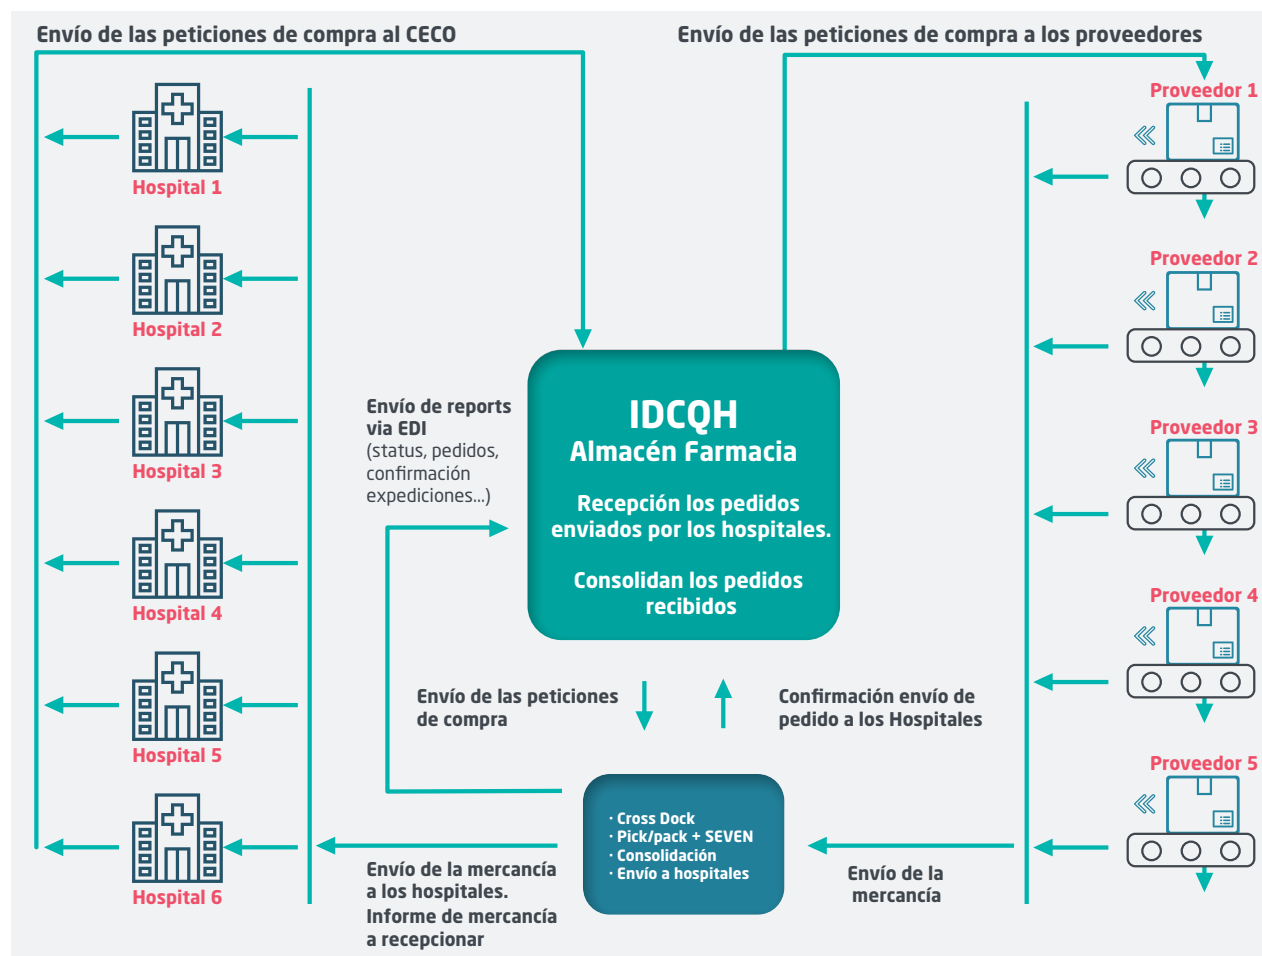 Envío de las peticiones de compra al CECO
Envío de las peticiones de compra a los proveedores
Hospital 1
Hospital 2
Hospital 3
Hospital 4
Hospital 5
Hospital 6
Envío de reports
via EDI
(status, pedidos,
confirmación
expediciones...)
IDCQH
Almacén Farmacia
Recepción los pedidos
enviados por los hospitales.
Consolidan los pedidos
recibidos
Envío de las peticiones
de compra
Confirmación envío de
pedido a los Hospitales
· Cross Dock
· Pick/pack + SEVEN
· Consolidación
· Envío a hospitales
Envío de la mercancía
a los hospitales.
Informe de mercancía
a recepcionar
Envío de la
mercancía
Proveedor 1
Proveedor 2
Proveedor 3
Proveedor 4
Proveedor 5